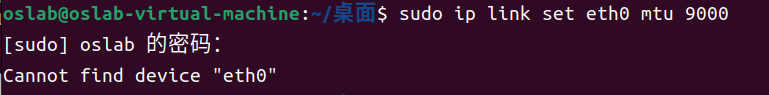 oslab@oslab-virtual-machine:~/桌面$ sudo ip link set eth0 mtu 9000
[sudo] oslab 的密码：
Cannot find device "eth0"